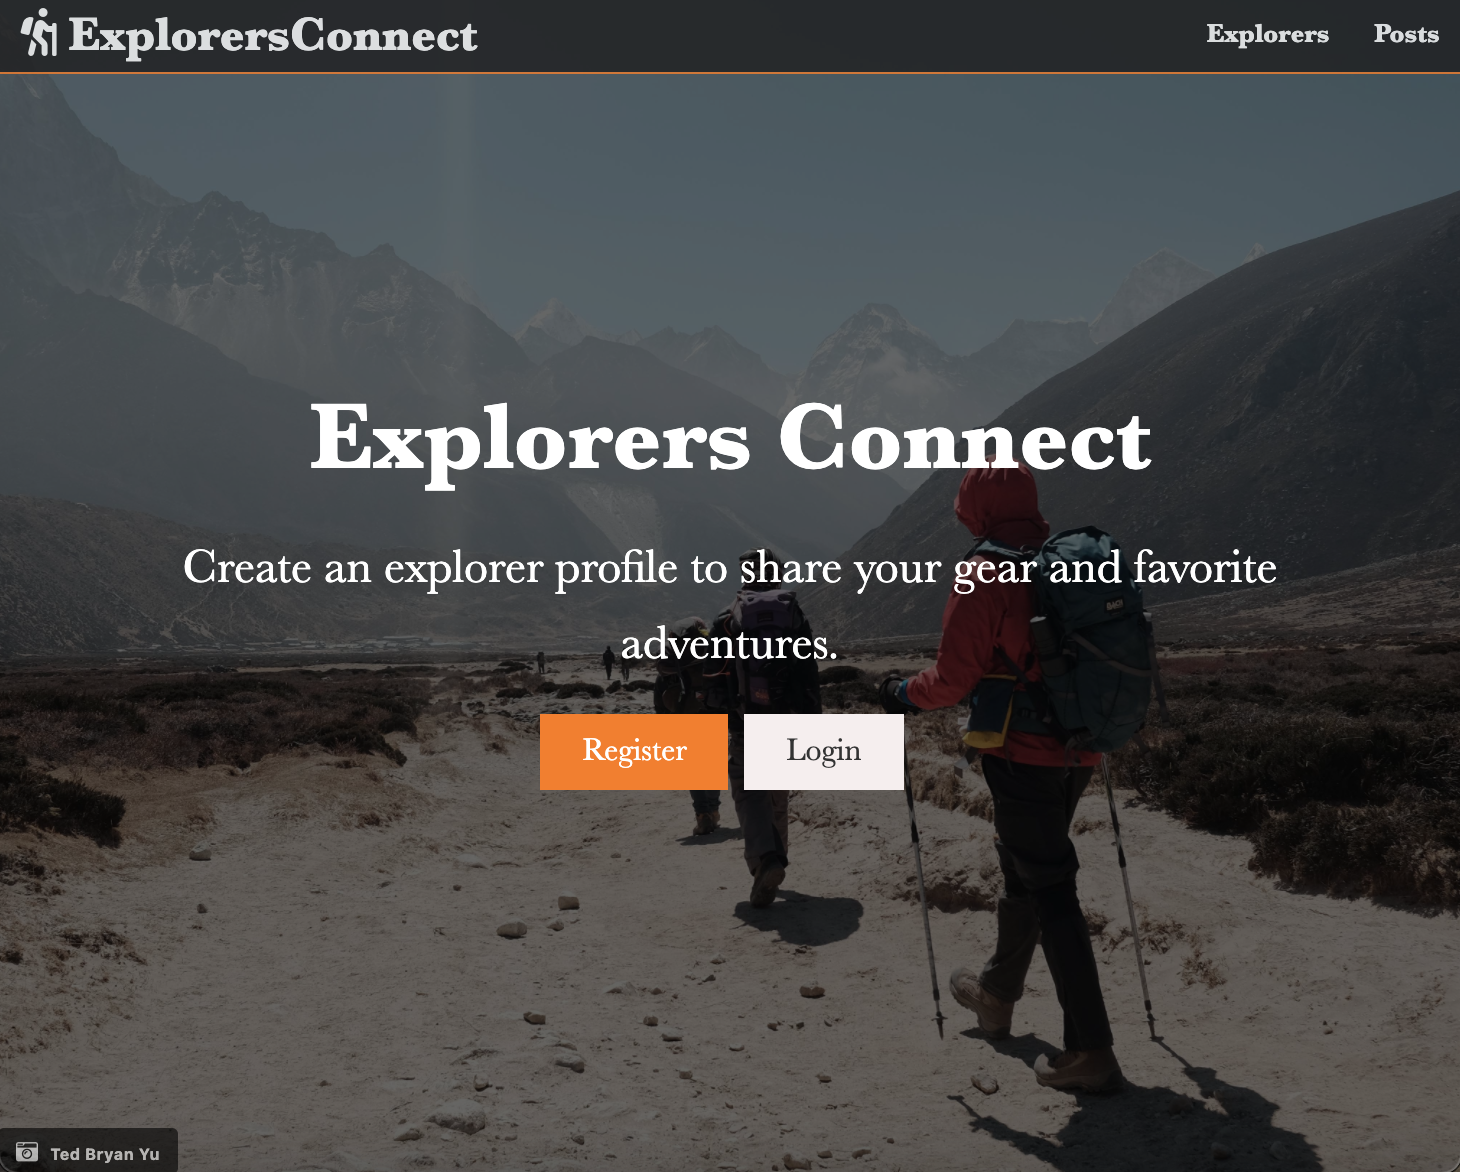 ExplorersConnect
Explorers Posts
Explorers Connect
Create an explorer profile to share your gear and favorite
adventures.
Register Login
Ted Bryan Yu